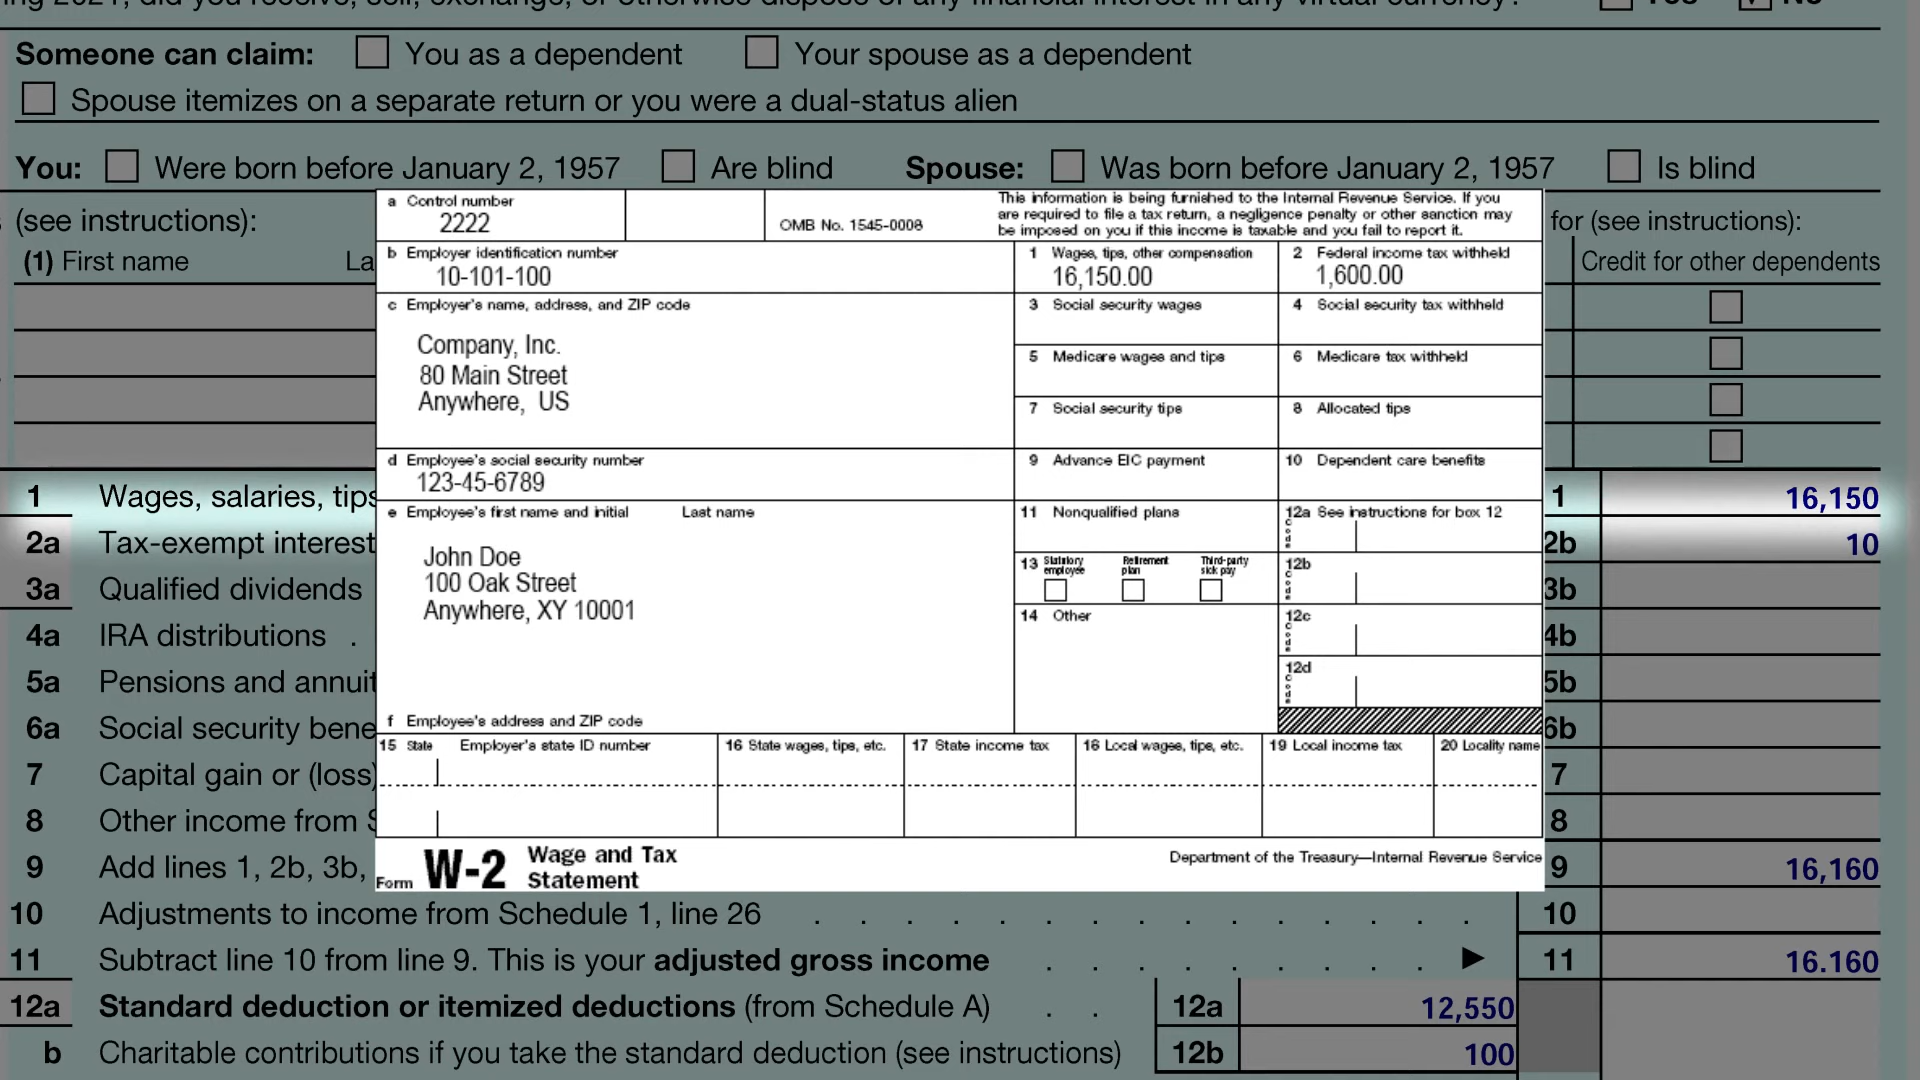 Someone can claim: You as a dependent Your spouse as a dependent
Spouse itemizes on a separate return or you were a dual-status alien
You: Were born before January 2, 1957 Are blind Spouse: Was born before January 2, 1957 Is blind
(see instructions): for (see instructions):
(1) First name Credit for other dependents
a Control number
2222
OMB No. 1545-0008
This information is being furnished to the Internal Revenue Service. If you
are required to file a tax return, a negligence penalty or other sanction may
be imposed on you if this income is taxable and you fail to report it.
b Employer identification number
10-101-100
1 Wages, tips, other compensation
16,150.00
2 Federal income tax withheld
1,600.00
c Employer's name, address, and ZIP code
Company, Inc.
80 Main Street
Anywhere, US
3 Social security wages
4 Social security tax withheld
5 Medicare wages and tips
6 Medicare tax withheld
7 Social security tips
8 Allocated tips
d Employee's social security number
123-45-6789
9 Advance EIC payment
10 Dependent care benefits
e Employee's first name and initial Last name
John Doe
100 Oak Street
Anywhere, XY 10001
f Employee's address and ZIP code
11 Nonqualified plans
12a See instructions for box 12
Code
13 Statutory employee Retirement plan Third-party sick pay
12b
Code
14 Other
12c
Code
12d
Code
15 State Employer's state ID number
16 State wages, tips, etc.
17 State income tax
18 Local wages, tips, etc.
19 Local income tax
20 Locality name
Form W-2 Wage and Tax
Statement
Department of the Treasury—Internal Revenue Service
1 Wages, salaries, tips 1 16,150
2a Tax-exempt interest 2b 10
3a Qualified dividends 3b
4a IRA distributions . 4b
5a Pensions and annuit 5b
6a Social security bene 6b
7 Capital gain or (loss) 7
8 Other income from S 8
9 Add lines 1, 2b, 3b, 9 16,160
10 Adjustments to income from Schedule 1, line 26 . . . . . . . . . . . . . . . 10
11 Subtract line 10 from line 9. This is your adjusted gross income . . . . . . . . . ▶ 11 16.160
12a Standard deduction or itemized deductions (from Schedule A) . . 12a 12,550
b Charitable contributions if you take the standard deduction (see instructions) 12b 100